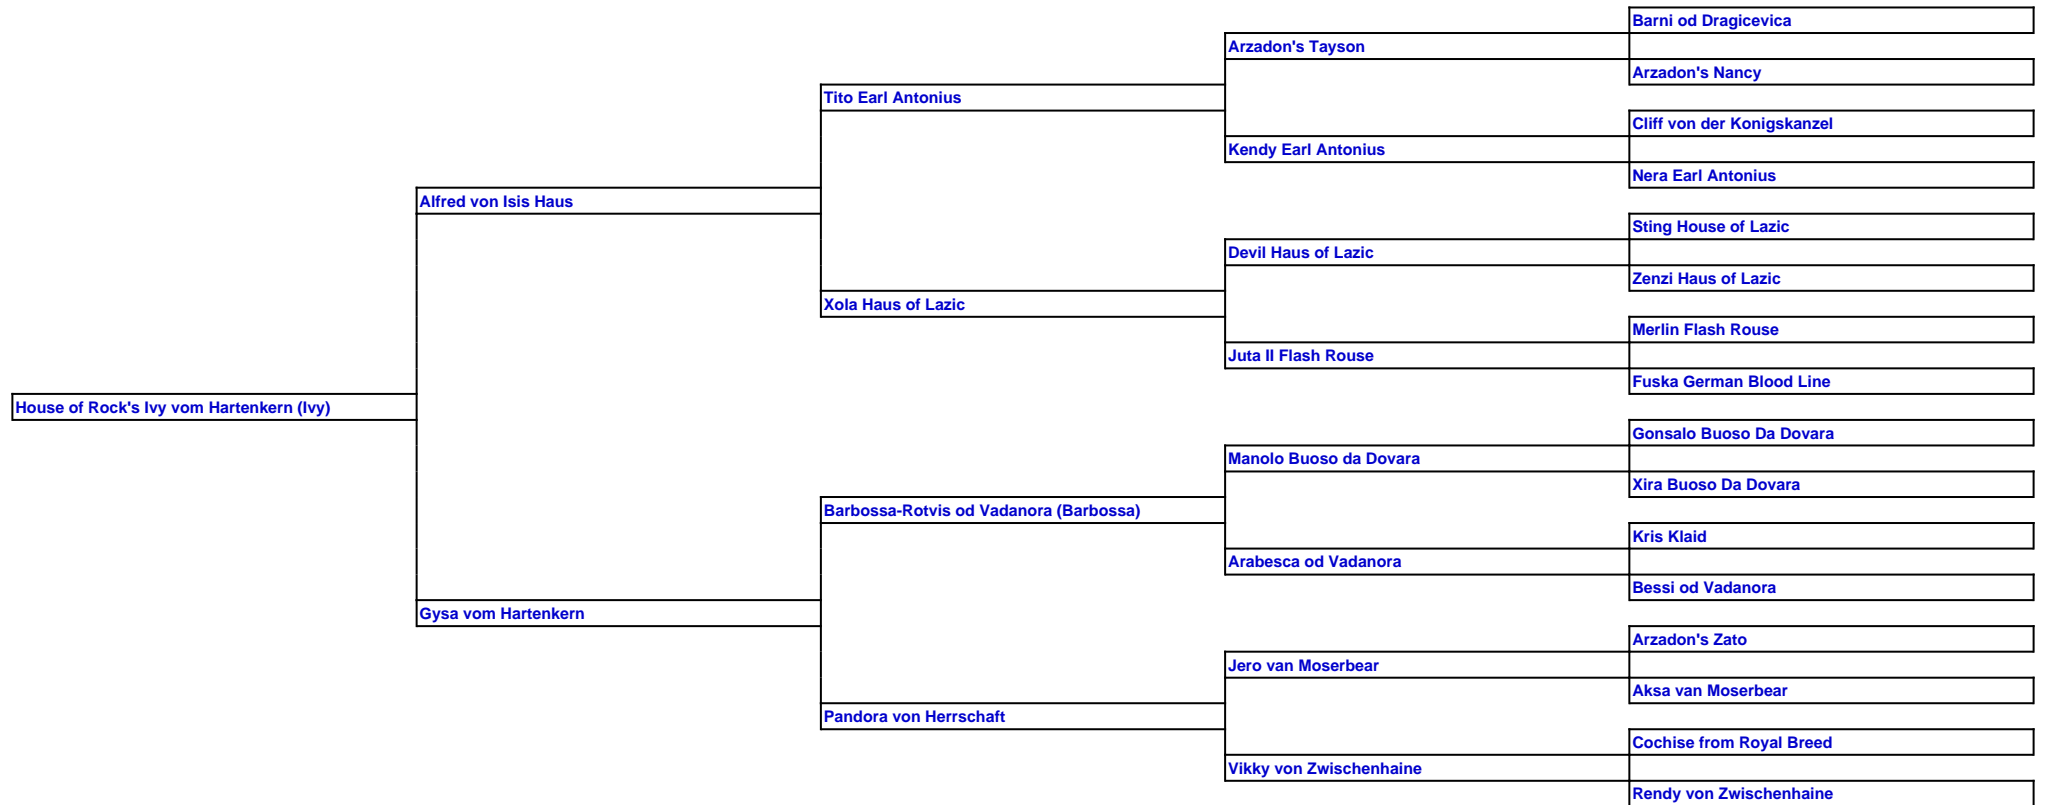 Barni od Dragicevica
Arzadon's Tayson
Arzadon's Nancy
Tito Earl Antonius
Cliff von der Konigskanzel
Kendy Earl Antonius
Nera Earl Antonius
Alfred von Isis Haus
Sting House of Lazic
Devil Haus of Lazic
Zenzi Haus of Lazic
Xola Haus of Lazic
Merlin Flash Rouse
Juta II Flash Rouse
Fuska German Blood Line
House of Rock's Ivy vom Hartenkern (Ivy)
Gonsalo Buoso Da Dovara
Manolo Buoso da Dovara
Xira Buoso Da Dovara
Barbossa-Rotvis od Vadanora (Barbossa)
Kris Klaid
Arabesca od Vadanora
Bessi od Vadanora
Gysa vom Hartenkern
Arzadon's Zato
Jero van Moserbear
Aksa van Moserbear
Pandora von Herrschaft
Cochise from Royal Breed
Vikky von Zwischenhaine
Rendy von Zwischenhaine